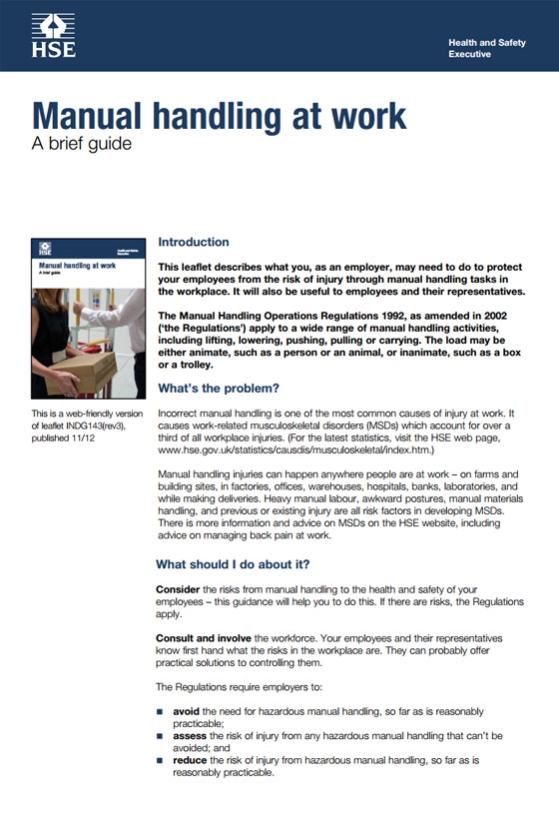 HSE
Health and Safety
Executive
Manual handling at work
A brief guide
HSE
Health and Safety
Executive
Manual handling at work
A brief guide
This is a web-friendly version
of leaflet INDG143(rev3),
published 11/12
Introduction
This leaflet describes what you, as an employer, may need to do to protect
your employees from the risk of injury through manual handling tasks in
the workplace. It will also be useful to employees and their representatives.
The Manual Handling Operations Regulations 1992, as amended in 2002
(‘the Regulations’) apply to a wide range of manual handling activities,
including lifting, lowering, pushing, pulling or carrying. The load may be
either animate, such as a person or an animal, or inanimate, such as a box
or a trolley.
What’s the problem?
Incorrect manual handling is one of the most common causes of injury at work. It
causes work-related musculoskeletal disorders (MSDs) which account for over a
third of all workplace injuries. (For the latest statistics, visit the HSE web page,
www.hse.gov.uk/statistics/causdis/musculoskeletal/index.htm.)
Manual handling injuries can happen anywhere people are at work – on farms and
building sites, in factories, offices, warehouses, hospitals, banks, laboratories, and
while making deliveries. Heavy manual labour, awkward postures, manual materials
handling, and previous or existing injury are all risk factors in developing MSDs.
There is more information and advice on MSDs on the HSE website, including
advice on managing back pain at work.
What should I do about it?
Consider the risks from manual handling to the health and safety of your
employees – this guidance will help you to do this. If there are risks, the Regulations
apply.
Consult and involve the workforce. Your employees and their representatives
know first hand what the risks in the workplace are. They can probably offer
practical solutions to controlling them.
The Regulations require employers to:
■ avoid the need for hazardous manual handling, so far as is reasonably
practicable;
■ assess the risk of injury from any hazardous manual handling that can’t be
avoided; and
■ reduce the risk of injury from hazardous manual handling, so far as is
reasonably practicable.